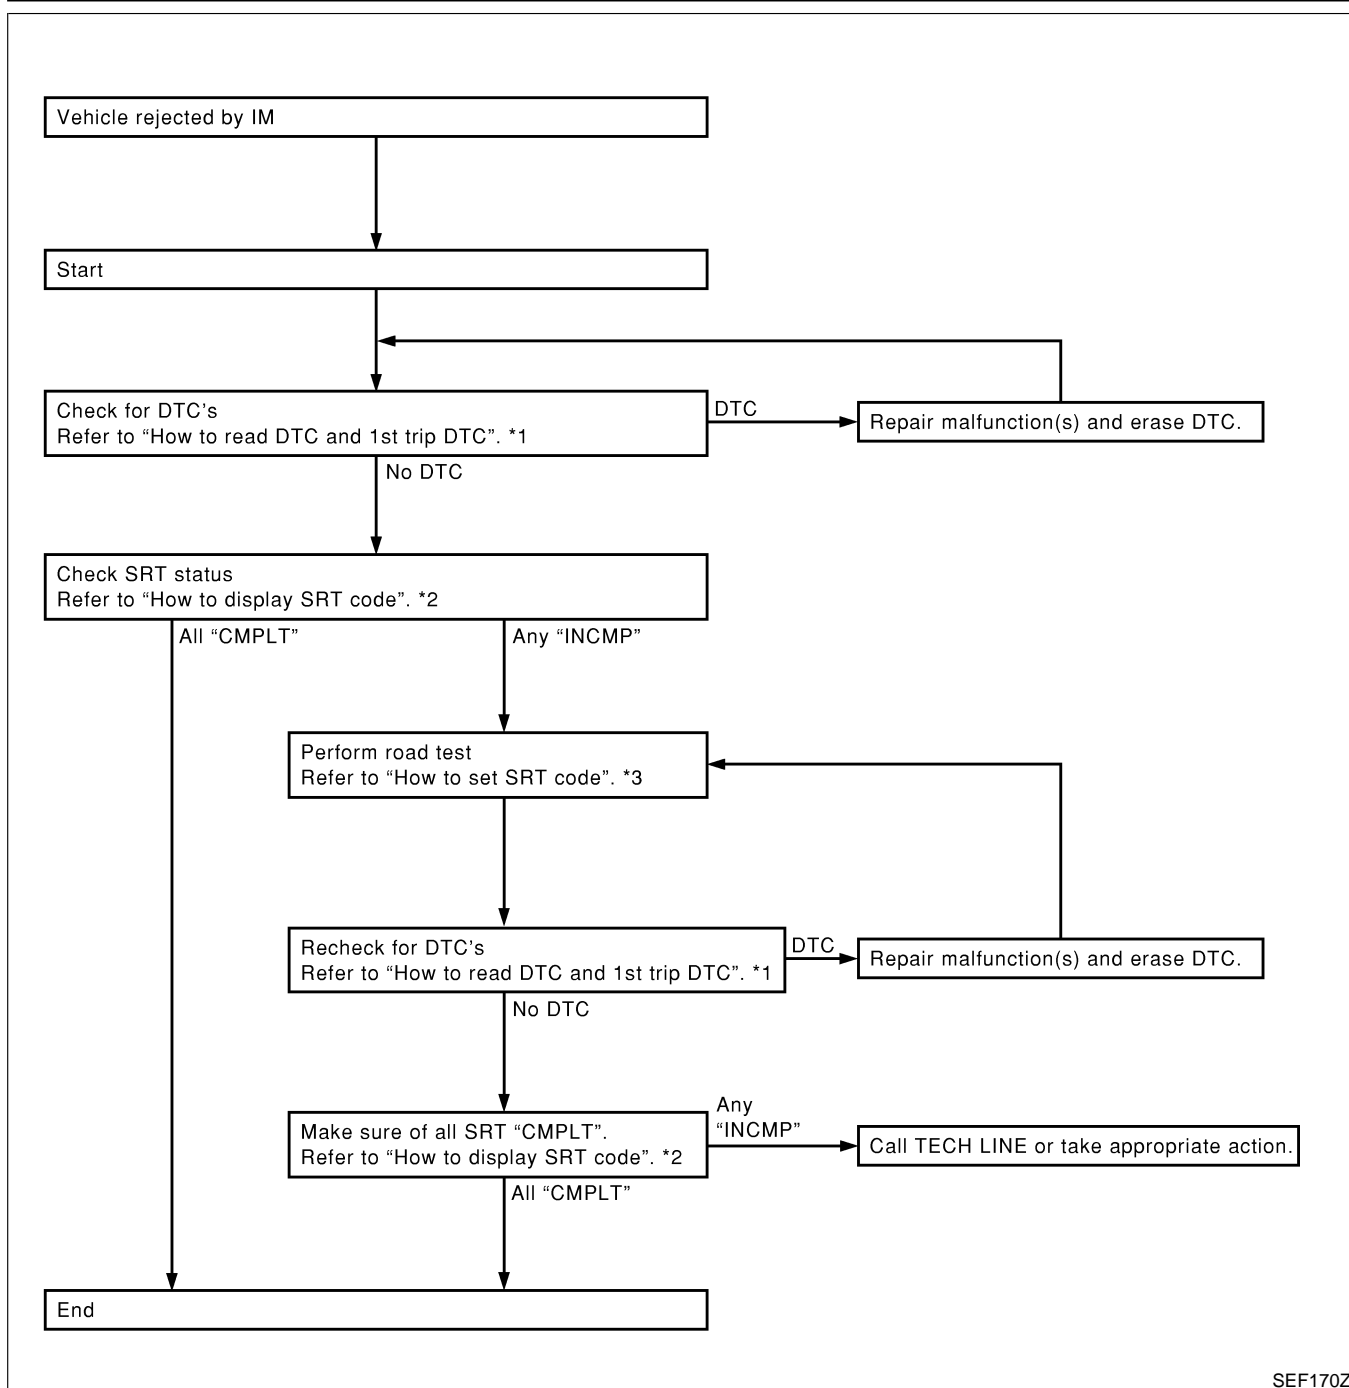 Vehicle rejected by IM
Start
Check for DTC's
Refer to “How to read DTC and 1st trip DTC”. *1
DTC
Repair malfunction(s) and erase DTC.
No DTC
Check SRT status
Refer to “How to display SRT code”. *2
All “CMPLT”
Any “INCMP”
Perform road test
Refer to “How to set SRT code”. *3
Recheck for DTC's
Refer to “How to read DTC and 1st trip DTC”. *1
DTC
Repair malfunction(s) and erase DTC.
No DTC
Make sure of all SRT “CMPLT”.
Refer to “How to display SRT code”. *2
Any
“INCMP”
Call TECH LINE or take appropriate action.
All “CMPLT”
End
SEF170Z